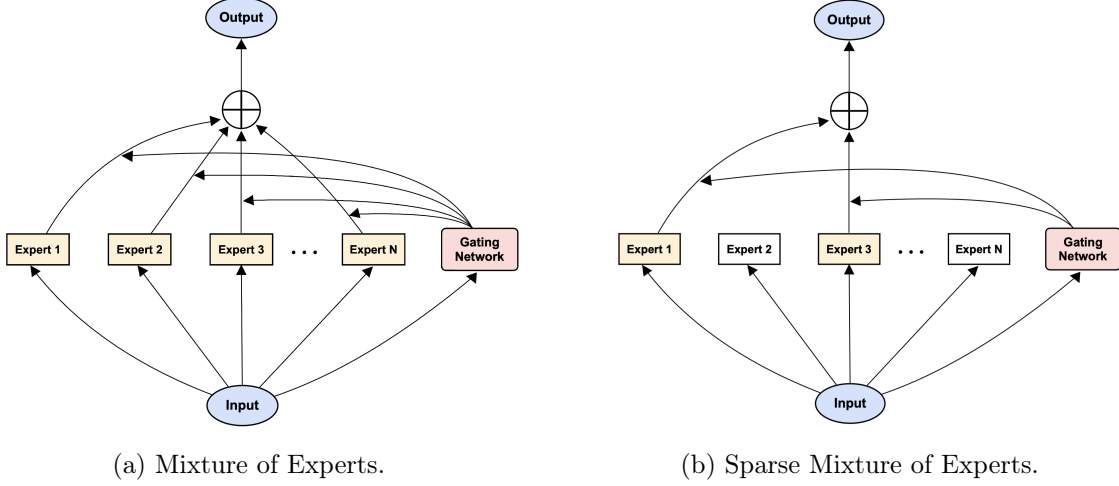 Output
Expert 1
Expert 2
Expert 3
...
Expert N
Gating
Network
Input
(a) Mixture of Experts.
Output
Expert 1
Expert 2
Expert 3
...
Expert N
Gating
Network
Input
(b) Sparse Mixture of Experts.